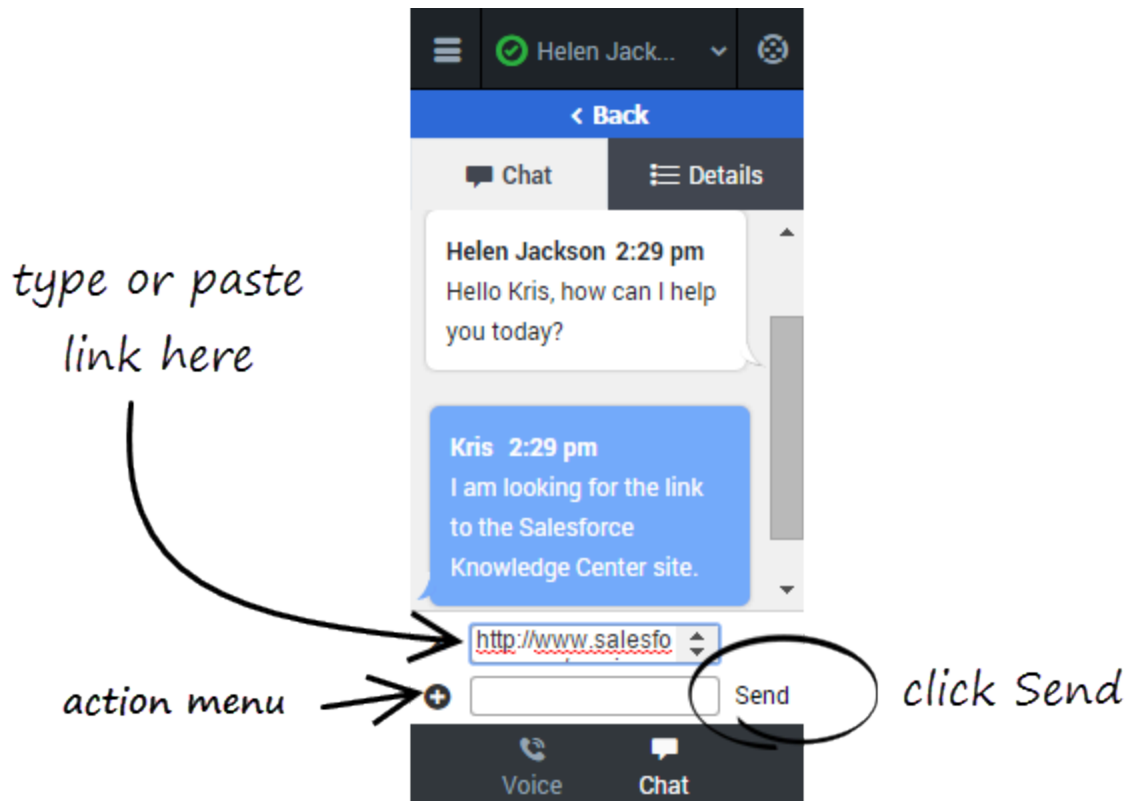 Helen Jack...
Back
Chat
Details
Helen Jackson 2:29 pm
Hello Kris, how can I help
you today?
type or paste
link here
Kris 2:29 pm
I am looking for the link
to the Salesforce
Knowledge Center site.
http://www.salesfo
action menu
Send
click Send
Voice
Chat